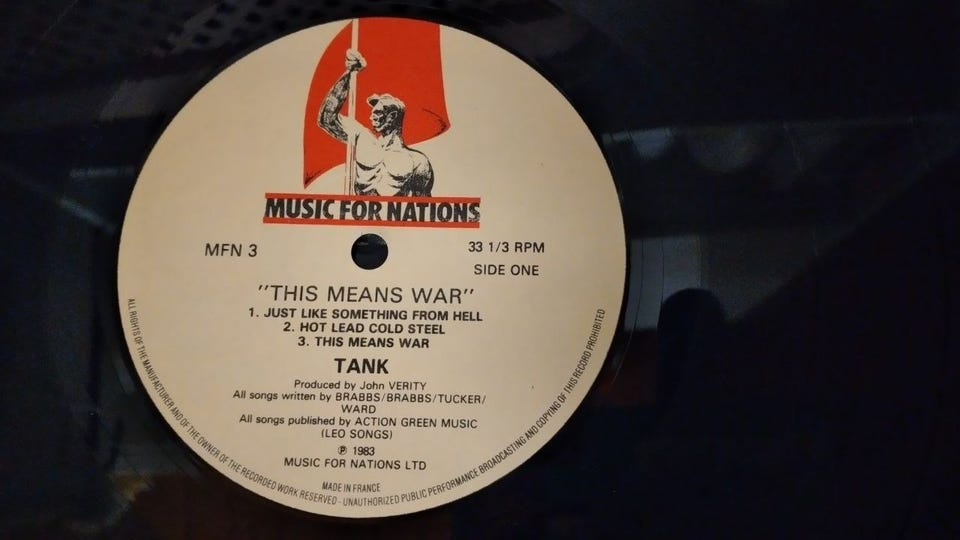 MUSIC FOR NATIONS
MFN 3
33 1/3 RPM
SIDE ONE
"THIS MEANS WAR"
1. JUST LIKE SOMETHING FROM HELL
2. HOT LEAD COLD STEEL
3. THIS MEANS WAR
TANK
Produced by John VERITY
All songs written by BRABBS/BRABBS/TUCKER/
WARD
All songs published by ACTION GREEN MUSIC
(LEO SONGS)
℗ 1983
MUSIC FOR NATIONS LTD
MADE IN FRANCE
ALL RIGHTS OF THE MANUFACTURER AND OF THE OWNER OF THE RECORDED WORK RESERVED - UNAUTHORIZED PUBLIC PERFORMANCE BROADCASTING AND COPYING OF THIS RECORD PROHIBITED